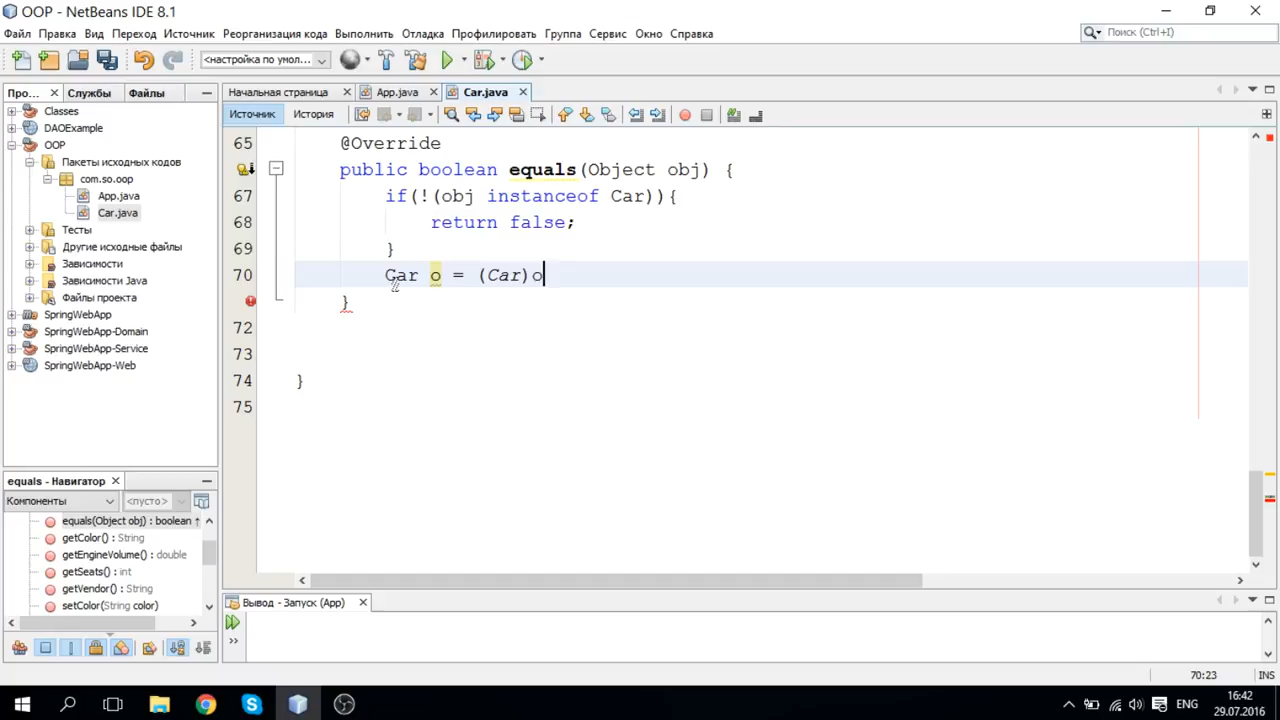 OOP - NetBeans IDE 8.1
Файл Правка Вид Переход Источник Реорганизация кода Выполнить Отладка Профилировать Группа Сервис Окно Справка
Поиск (Ctrl+I)
<настройка по умол...
Про... Службы Файлы
Начальная страница App.java Car.java
Источник История
Classes
DAOExample
OOP
Пакеты исходных кодов
com.so.oop
App.java
Car.java
Тесты
Другие исходные файлы
Зависимости
Зависимости Java
Файлы проекта
SpringWebApp
SpringWebApp-Domain
SpringWebApp-Service
SpringWebApp-Web
65 @Override
public boolean equals(Object obj) {
67 if(!(obj instanceof Car)){
68 return false;
69 }
70 Car o = (Car)o
}
72
73
74 }
75
equals - Навигатор
Компоненты <пусто>
equals(Object obj) : boolean
getColor() : String
getEngineVolume() : double
getSeats() : int
getVendor() : String
setColor(String color)
Вывод - Запуск (App)
70:23 INS
ENG
16:42
29.07.2016